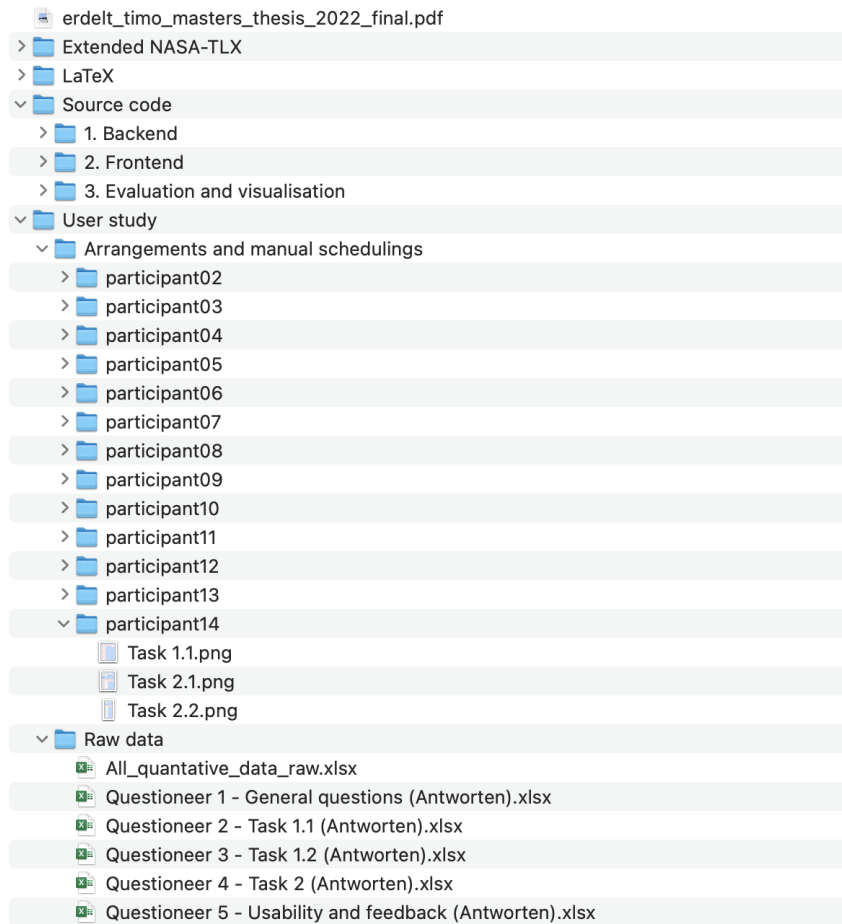 erdelt_timo_masters_thesis_2022_final.pdf
Extended NASA-TLX
LaTeX
Source code
1. Backend
2. Frontend
3. Evaluation and visualisation
User study
Arrangements and manual schedulings
participant02
participant03
participant04
participant05
participant06
participant07
participant08
participant09
participant10
participant11
participant12
participant13
participant14
Task 1.1.png
Task 2.1.png
Task 2.2.png
Raw data
All_quantative_data_raw.xlsx
Questioneer 1 - General questions (Antworten).xlsx
Questioneer 2 - Task 1.1 (Antworten).xlsx
Questioneer 3 - Task 1.2 (Antworten).xlsx
Questioneer 4 - Task 2 (Antworten).xlsx
Questioneer 5 - Usability and feedback (Antworten).xlsx